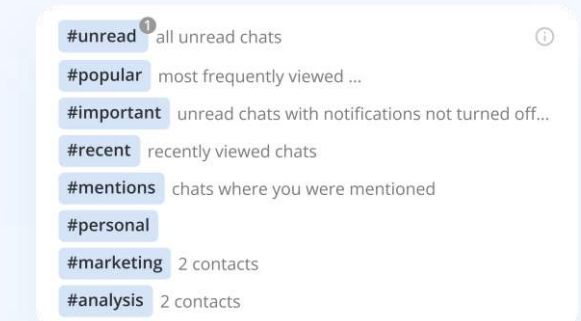 #unread 1 all unread chats
#popular most frequently viewed ...
#important unread chats with notifications not turned off...
#recent recently viewed chats
#mentions chats where you were mentioned
#personal
#marketing 2 contacts
#analysis 2 contacts